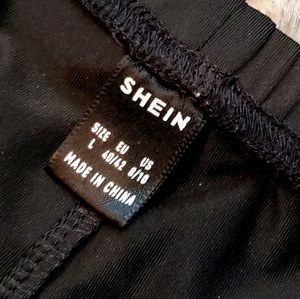 SHEIN
SIZE EU US
L 40/42 8/10
MADE IN CHINA